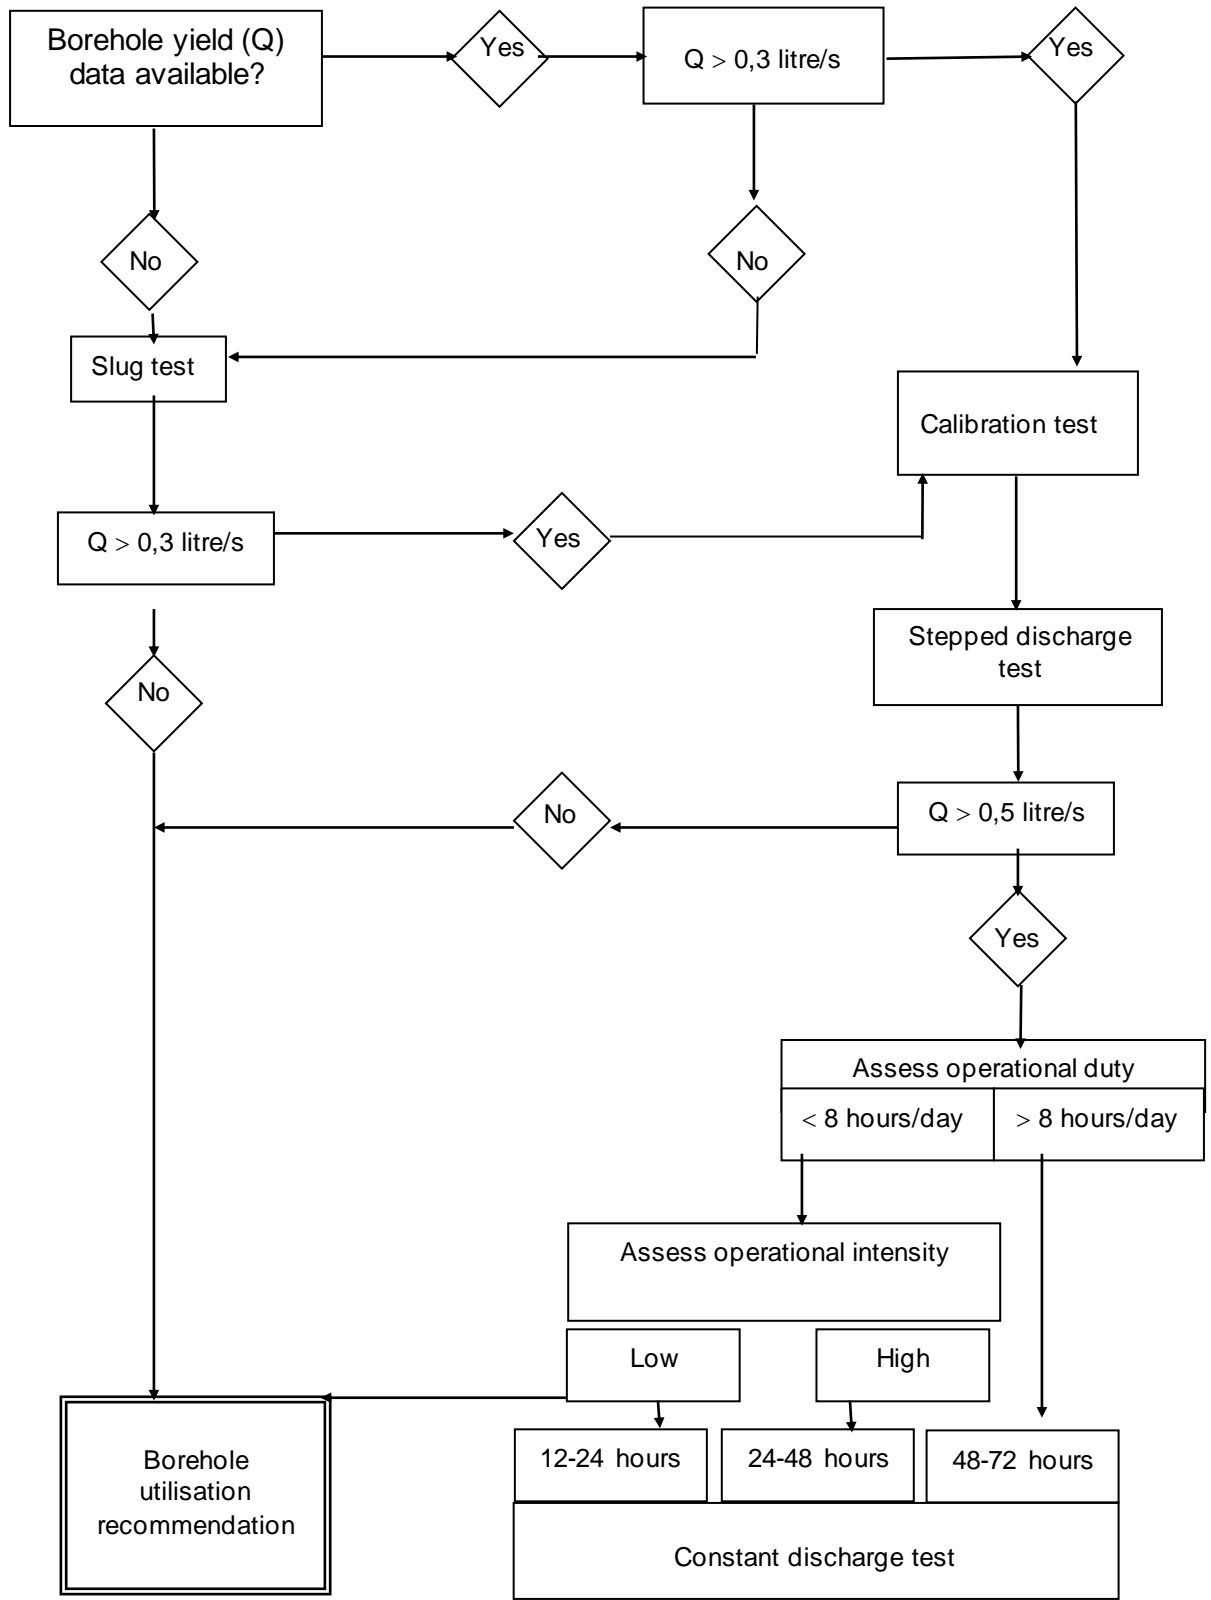 Borehole yield (Q)
data available?
Yes
Q > 0,3 litre/s
Yes
No
No
Slug test
Calibration test
Q > 0,3 litre/s
Yes
Stepped discharge
test
No
No
Q > 0,5 litre/s
Yes
Assess operational duty
< 8 hours/day
> 8 hours/day
Assess operational intensity
Low
High
12-24 hours
24-48 hours
48-72 hours
Borehole
utilisation
recommendation
Constant discharge test